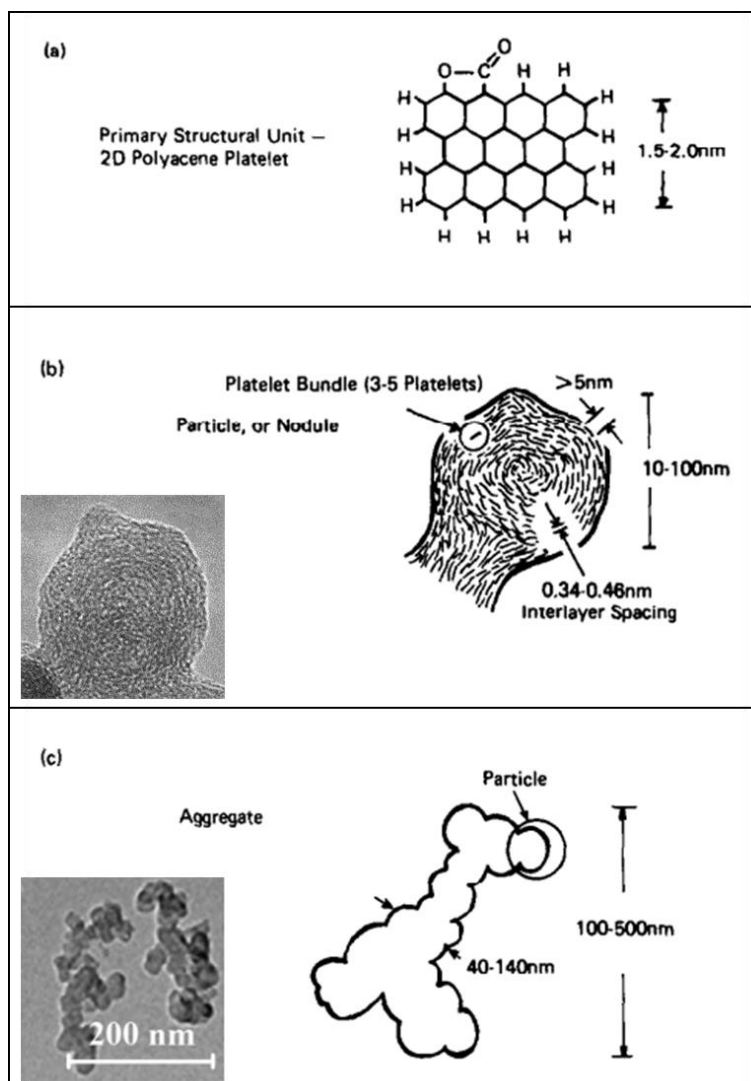 (a)
O
O
C
H
H
H
H
Primary Structural Unit –
2D Polyacene Platelet
H
H
H
H
H
H
1.5-2.0nm
H
H
H
H
(b)
Platelet Bundle (3-5 Platelets)
>5nm
Particle, or Nodule
10-100nm
0.34-0.46nm
Interlayer Spacing
(c)
Particle
Aggregate
100-500nm
40-140nm
200 nm